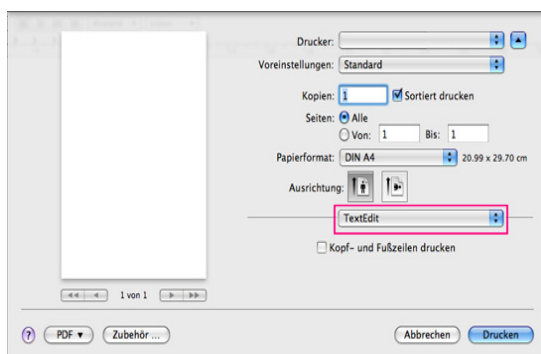 Drucker:
Voreinstellungen: Standard
Kopien: 1 Sortiert drucken
Seiten: Alle
Von: 1 Bis: 1
Papierformat: DIN A4 20.99 x 29.70 cm
Ausrichtung:
TextEdit
Kopf- und Fußzeilen drucken
1 von 1
? PDF ▼ Zubehör ... Abbrechen Drucken